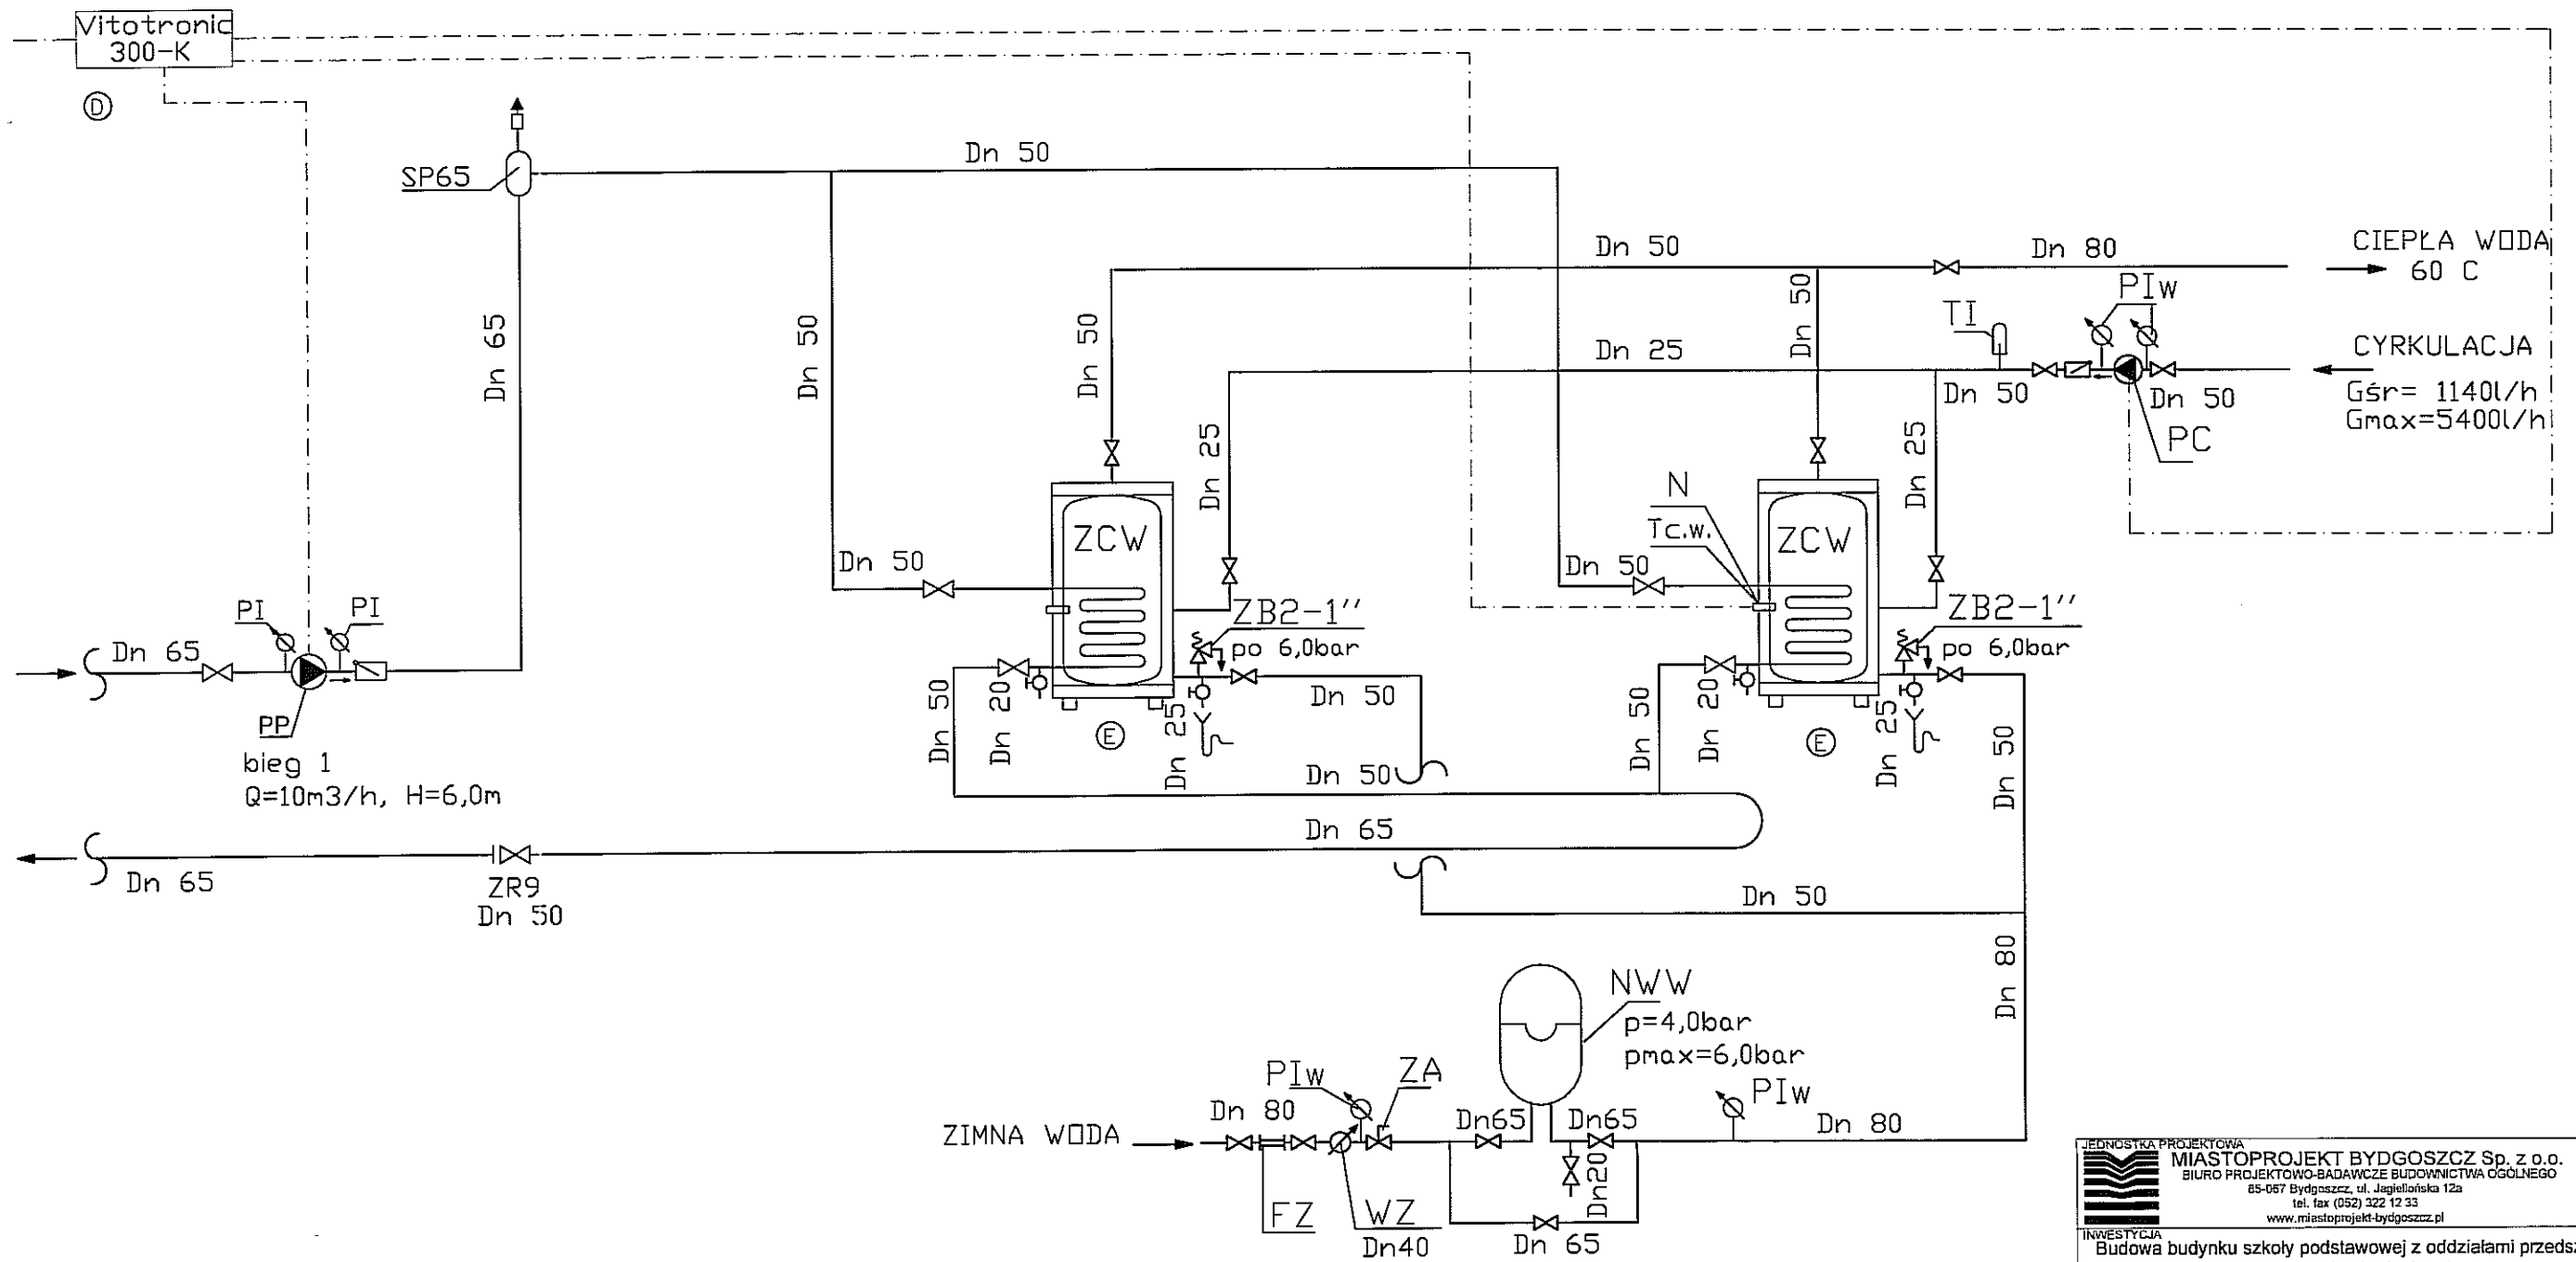 Vitotronic
300-K
D
SP65
Dn 50
Dn 50
Dn 80
CIEPŁA WODA
60 C
PIw
TI
Dn 65
Dn 50
Dn 50
Dn 50
Dn 25
CYRKULACJA
Dn 50
Dn 50
Gśr= 1140l/h
Gmax=5400l/h
PC
Dn 25
Dn 25
N
Tc.w.
ZCW
ZCW
Dn 50
Dn 50
PI
PI
ZB2-1''
po 6,0bar
ZB2-1''
po 6,0bar
Dn 65
PP
bieg 1
Q=10m3/h, H=6,0m
Dn 50
Dn 20
Dn 25
E
Dn 50
Dn 50
Dn 20
Dn 25
E
Dn 50
Dn 50
Dn 65
Dn 65
ZR9
Dn 50
Dn 50
Dn 80
NWW
p=4,0bar
pmax=6,0bar
PIw
ZA
PIw
Dn 80
Dn65
Dn65
Dn 80
ZIMNA WODA
Dn20
FZ
WZ
Dn40
Dn 65
JEDNOSTKA PROJEKTOWA
MIASTOPROJEKT BYDGOSZCZ Sp. z o.o.
BIURO PROJEKTOWO-BADAWCZE BUDOWNICTWA OGÓLNEGO
85-067 Bydgoszcz, ul. Jagiellońska 12a
tel. fax (052) 322 12 33
www.miastoprojekt-bydgoszcz.pl
INWESTYCJA
Budowa budynku szkoły podstawowej z oddziałami przedsz